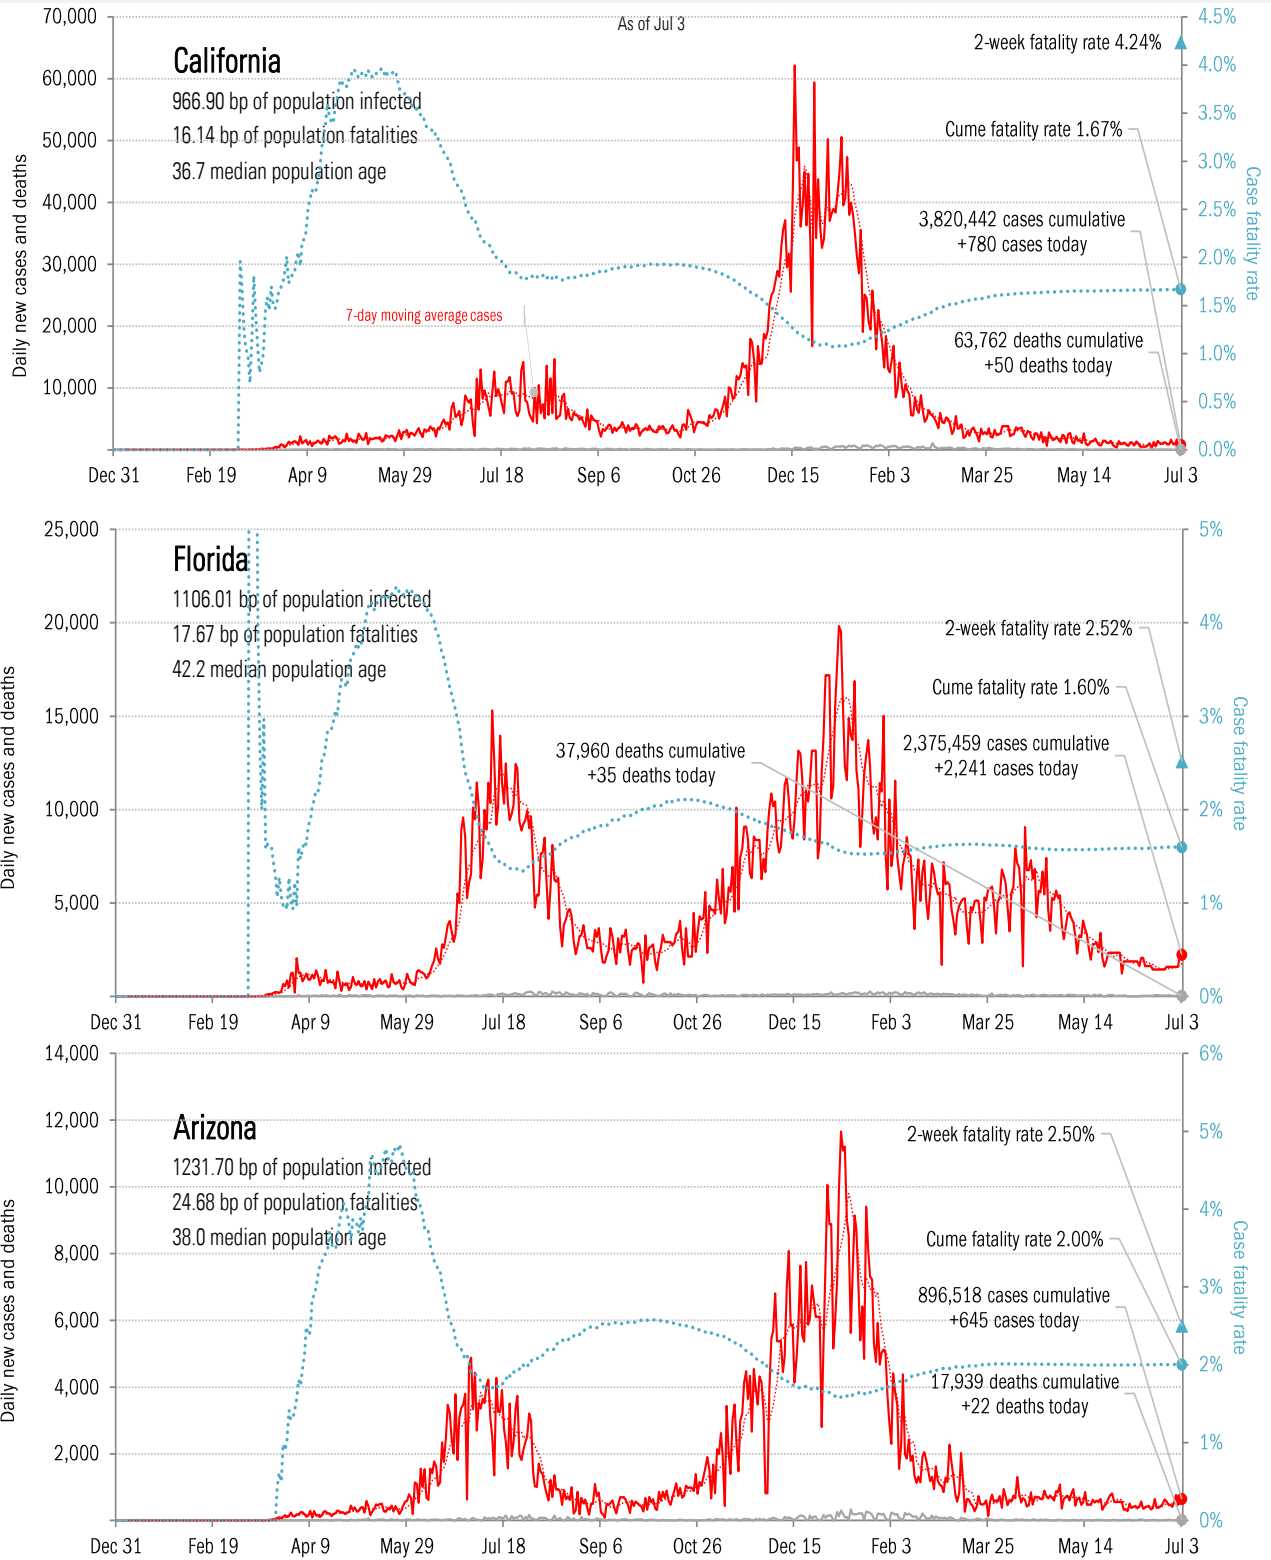 As of Jul 3
California
966.90 bp of population infected
16.14 bp of population fatalities
36.7 median population age
2-week fatality rate 4.24%
Cume fatality rate 1.67%
3,820,442 cases cumulative
+780 cases today
63,762 deaths cumulative
+50 deaths today
7-day moving average cases
Daily new cases and deaths
70,000
60,000
50,000
40,000
30,000
20,000
10,000
Case fatality rate
4.5%
4.0%
3.5%
3.0%
2.5%
2.0%
1.5%
1.0%
0.5%
0.0%
Dec 31 Feb 19 Apr 9 May 29 Jul 18 Sep 6 Oct 26 Dec 15 Feb 3 Mar 25 May 14 Jul 3
Florida
1106.01 bp of population infected
17.67 bp of population fatalities
42.2 median population age
2-week fatality rate 2.52%
Cume fatality rate 1.60%
2,375,459 cases cumulative
+2,241 cases today
37,960 deaths cumulative
+35 deaths today
Daily new cases and deaths
25,000
20,000
15,000
10,000
5,000
Case fatality rate
5%
4%
3%
2%
1%
0%
Dec 31 Feb 19 Apr 9 May 29 Jul 18 Sep 6 Oct 26 Dec 15 Feb 3 Mar 25 May 14 Jul 3
Arizona
1231.70 bp of population infected
24.68 bp of population fatalities
38.0 median population age
2-week fatality rate 2.50%
Cume fatality rate 2.00%
896,518 cases cumulative
+645 cases today
17,939 deaths cumulative
+22 deaths today
Daily new cases and deaths
14,000
12,000
10,000
8,000
6,000
4,000
2,000
Case fatality rate
6%
5%
4%
3%
2%
1%
0%
Dec 31 Feb 19 Apr 9 May 29 Jul 18 Sep 6 Oct 26 Dec 15 Feb 3 Mar 25 May 14 Jul 3